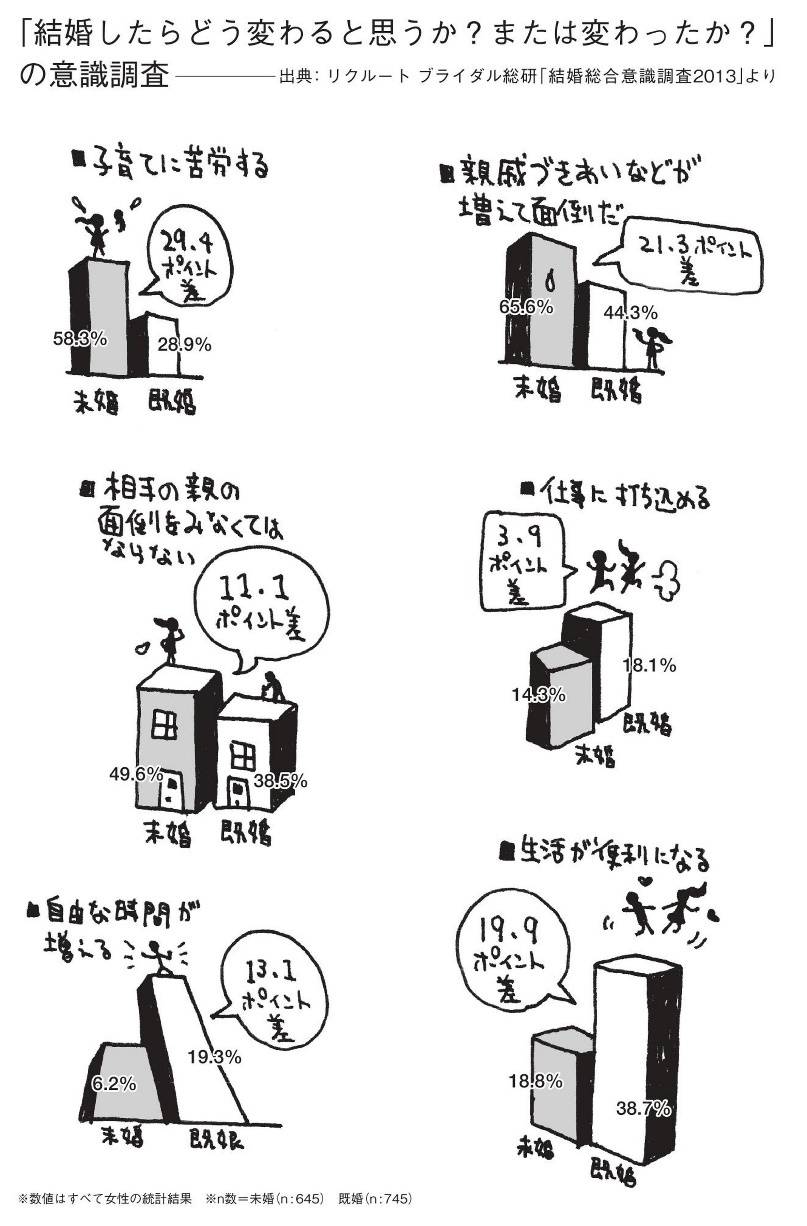 「結婚したらどう変わると思うか？または変わったか？」
の意識調査
出典：リクルート ブライダル総研「結婚総合意識調査2013」より
■子育てに苦労する
29.4
ポイント
差
58.3%
28.9%
未婚
既婚
■親戚づきあいなどが
増えて面倒だ
21.3ポイント
差
65.6%
44.3%
未婚
既婚
■相手の親の
面倒をみなくては
ならない
11.1
ポイント差
49.6%
38.5%
未婚
既婚
■仕事に打ち込める
3.9
ポイント
差
14.3%
18.1%
未婚
既婚
■自由な時間が
増える
13.1
ポイント
差
6.2%
19.3%
未婚
既婚
■生活が便利になる
19.9
ポイント
差
18.8%
38.7%
未婚
既婚
※数値はすべて女性の統計結果　※n数＝未婚（n：645）　既婚（n：745）